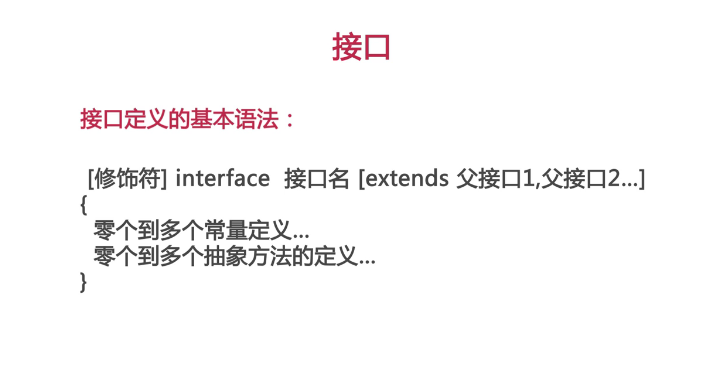 接口
接口定义的基本语法：
[修饰符] interface 接口名 [extends 父接口1,父接口2...]
{
零个到多个常量定义...
零个到多个抽象方法的定义...
}